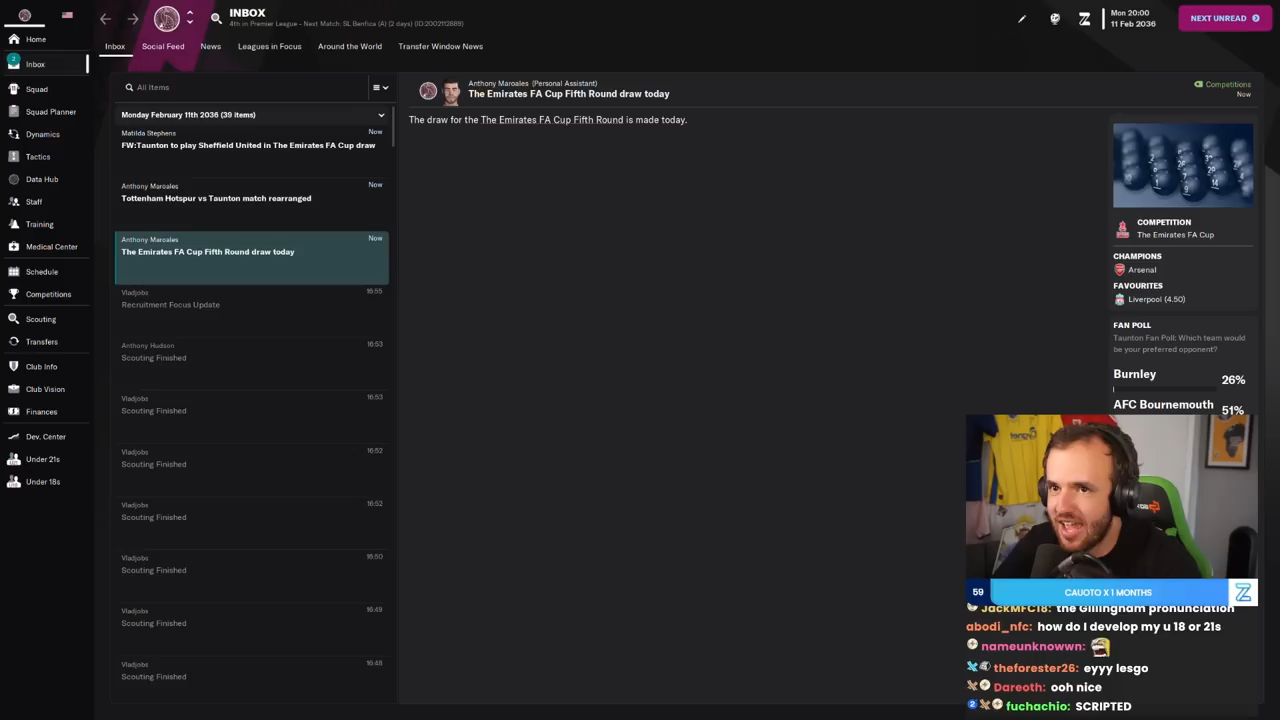 INBOX
4th in Premier League - Next Match: SL Benfica (A) (2 days) (ID:2002112889)
Mon 20:00
11 Feb 2036
NEXT UNREAD
Inbox
Social Feed
News
Leagues in Focus
Around the World
Transfer Window News
Home
2
Inbox
Squad
Squad Planner
Dynamics
Tactics
Data Hub
Staff
Training
Medical Center
Schedule
Competitions
Scouting
Transfers
Club Info
Club Vision
Finances
Dev. Center
Under 21s
Under 18s
All Items
Monday February 11th 2036 (39 items)
Matilda Stephens
Now
FW:Taunton to play Sheffield United in The Emirates FA Cup draw
Anthony Maroales
Now
Tottenham Hotspur vs Taunton match rearranged
Anthony Maroales
Now
The Emirates FA Cup Fifth Round draw today
Vladjobs
16:55
Recruitment Focus Update
Anthony Hudson
16:53
Scouting Finished
Vladjobs
16:53
Scouting Finished
Vladjobs
16:52
Scouting Finished
Vladjobs
16:52
Scouting Finished
Vladjobs
16:50
Scouting Finished
Vladjobs
16:49
Scouting Finished
Vladjobs
16:48
Scouting Finished
Anthony Maroales (Personal Assistant)
The Emirates FA Cup Fifth Round draw today
Competitions
Now
The draw for the The Emirates FA Cup Fifth Round is made today.
COMPETITION
The Emirates FA Cup
CHAMPIONS
Arsenal
FAVOURITES
Liverpool (4.50)
FAN POLL
Taunton Fan Poll: Which team would
be your preferred opponent?
Burnley
26%
AFC Bournemouth
51%
59
CAUOTO X 1 MONTHS
JackMFC18: the Gillingham pronunciation
abodi_nfc: how do I develop my u 18 or 21s
nameunknowwn:
theforester26: eyyy lesgo
Dareoth: ooh nice
2
fuchachio: SCRIPTED